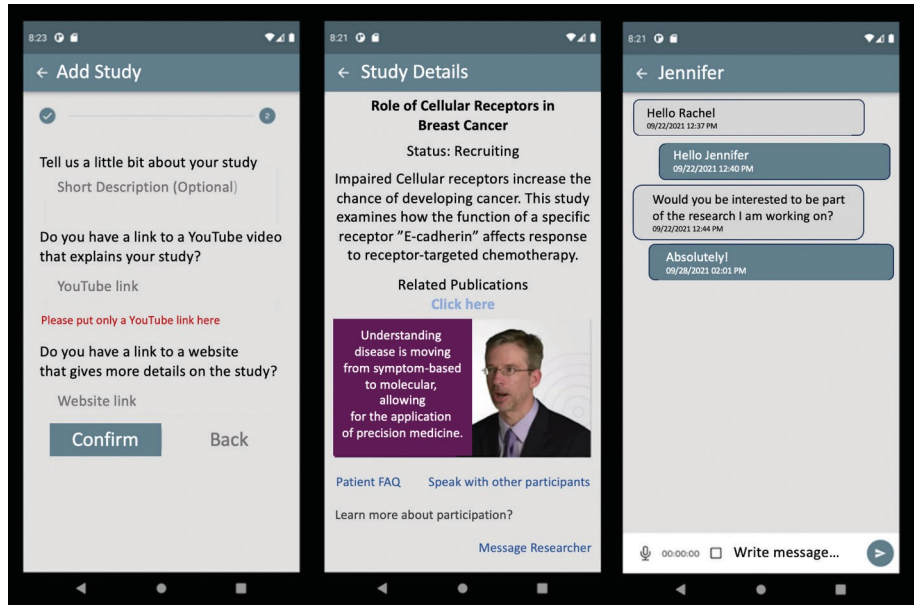 8:23
Add Study
2
Tell us a little bit about your study
Short Description (Optional)
Do you have a link to a YouTube video
that explains your study?
YouTube link
Please put only a YouTube link here
Do you have a link to a website
that gives more details on the study?
Website link
Confirm Back
8:21
Study Details
Role of Cellular Receptors in
Breast Cancer
Status: Recruiting
Impaired Cellular receptors increase the
chance of developing cancer. This study
examines how the function of a specific
receptor ”E-cadherin” affects response
to receptor-targeted chemotherapy.
Related Publications
Click here
Understanding
disease is moving
from symptom-based
to molecular,
allowing
for the application
of precision medicine.
Patient FAQ Speak with other participants
Learn more about participation?
Message Researcher
8:21
Jennifer
Hello Rachel
09/22/2021 12:37 PM
Hello Jennifer
09/22/2021 12:40 PM
Would you be interested to be part
of the research I am working on?
09/22/2021 12:44 PM
Absolutely!
09/28/2021 02:01 PM
00:00:00 Write message...